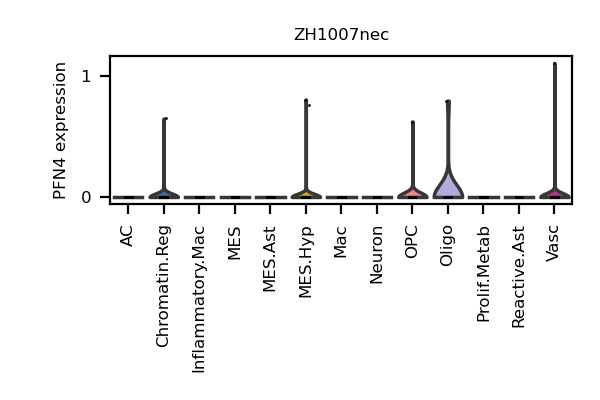 ZH1007nec
PFN4 expression
1
0
AC
Chromatin.Reg
Inflammatory.Mac
MES
MES.Ast
MES.Hyp
Mac
Neuron
OPC
Oligo
Prolif.Metab
Reactive.Ast
Vasc